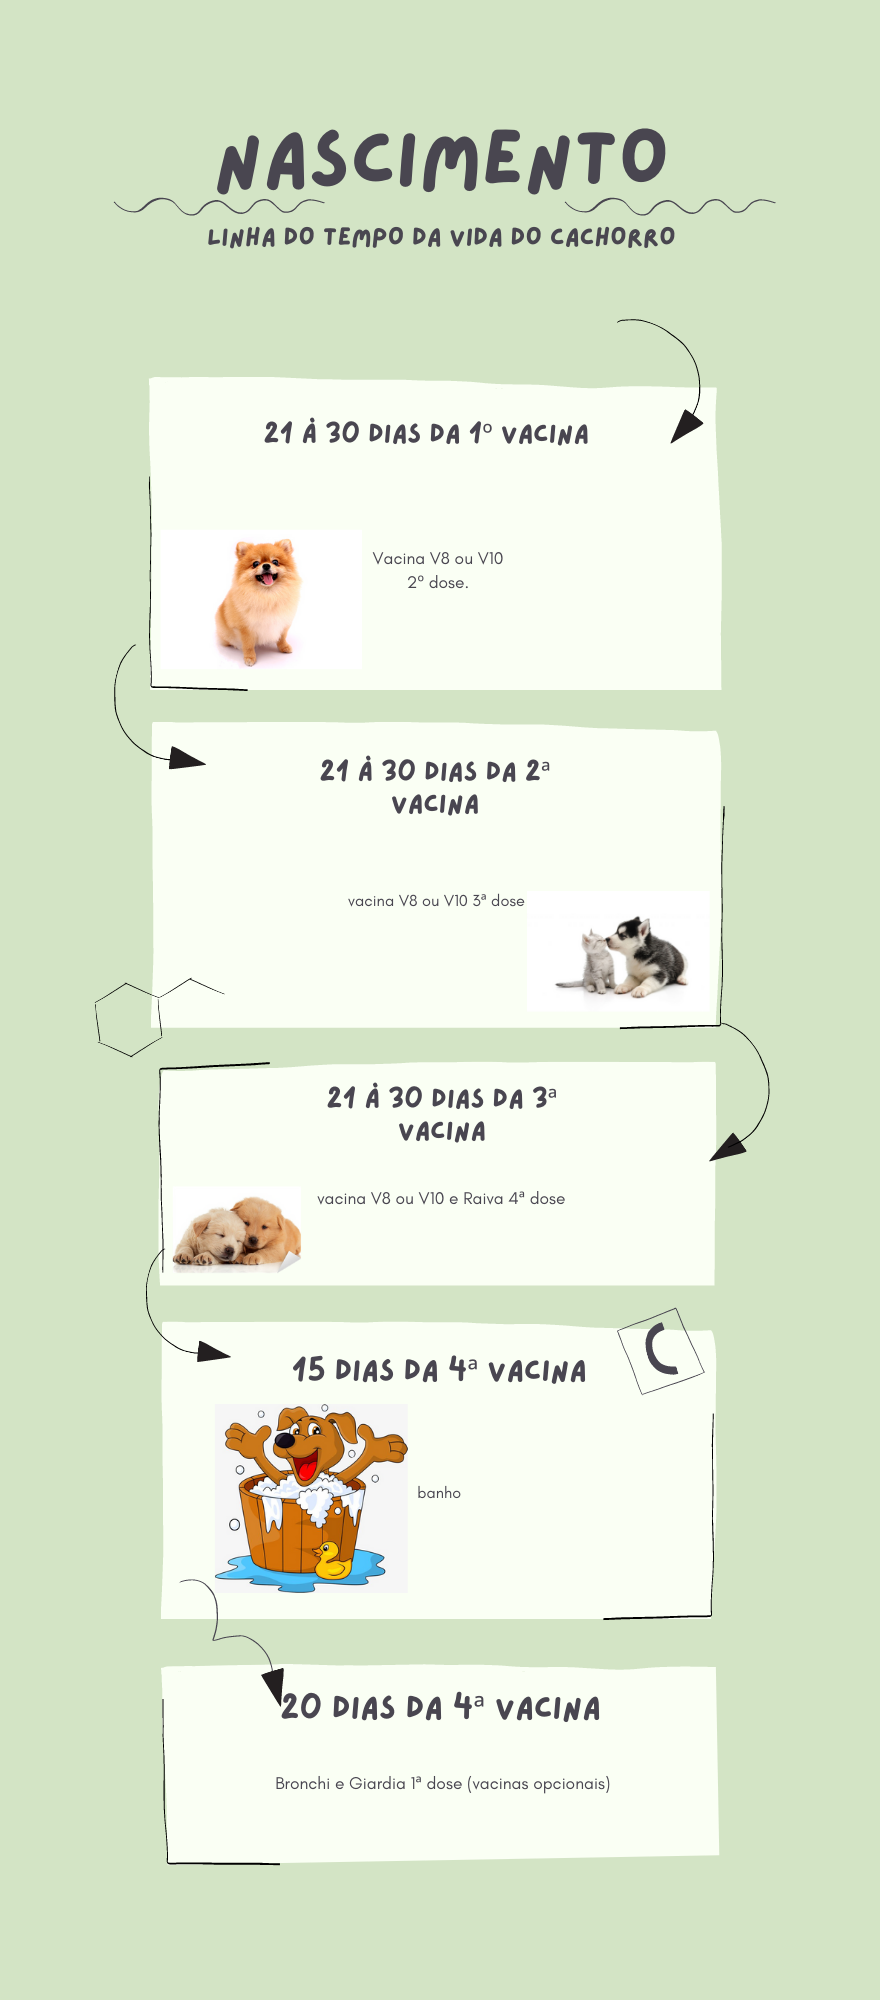 NASCIMENTO
LINHA DO TEMPO DA VIDA DO CACHORRO
21 À 30 DIAS DA 1º VACINA
Vacina V8 ou V10
2º dose.
21 À 30 DIAS DA 2ª
VACINA
vacina V8 ou V10 3ª dose
21 À 30 DIAS DA 3ª
VACINA
vacina V8 ou V10 e Raiva 4ª dose
15 DIAS DA 4ª VACINA
banho
20 DIAS DA 4ª VACINA
Bronchi e Giardia 1ª dose (vacinas opcionais)